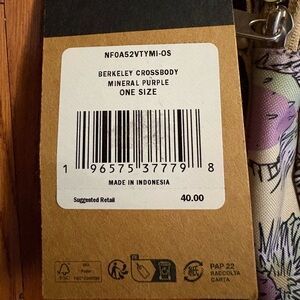 NF0A52VTYMI-OS
BERKELEY CROSSBODY
MINERAL PURPLE
ONE SIZE
1 96575 37779 8
MADE IN INDONESIA
Suggested Retail 40.00
PAP 22
RACCOLTA
CARTA